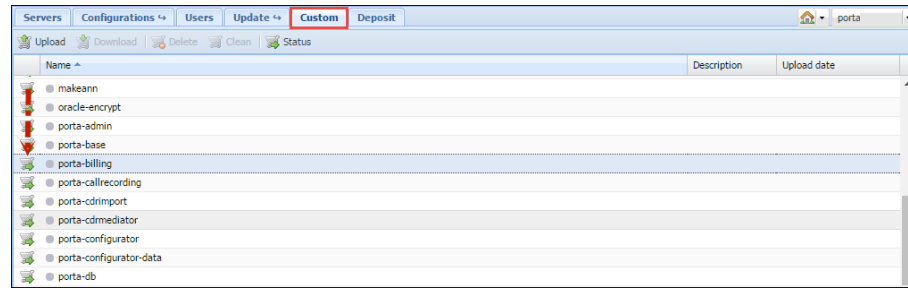 Servers Configurations ↪ Users Update ↪ Custom Deposit porta
Upload Download Delete Clean Status
Name Description Upload date
makeann
oracle-encrypt
porta-admin
porta-base
porta-billing
porta-callrecording
porta-cdrimport
porta-cdrmediator
porta-configurator
porta-configurator-data
porta-db